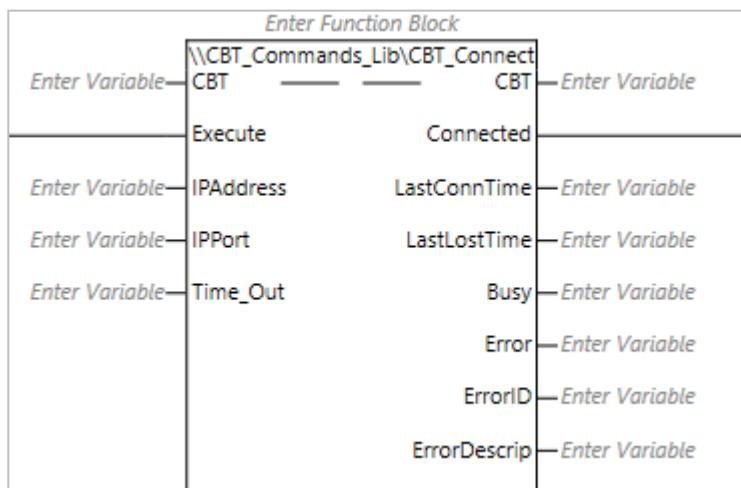 Enter Function Block
\\CBT_Commands_Lib\CBT_Connect
Enter Variable CBT CBT Enter Variable
Execute Connected
Enter Variable IPAddress LastConnTime Enter Variable
Enter Variable IPPort LastLostTime Enter Variable
Enter Variable Time_Out Busy Enter Variable
Error Enter Variable
ErrorID Enter Variable
ErrorDescrip Enter Variable